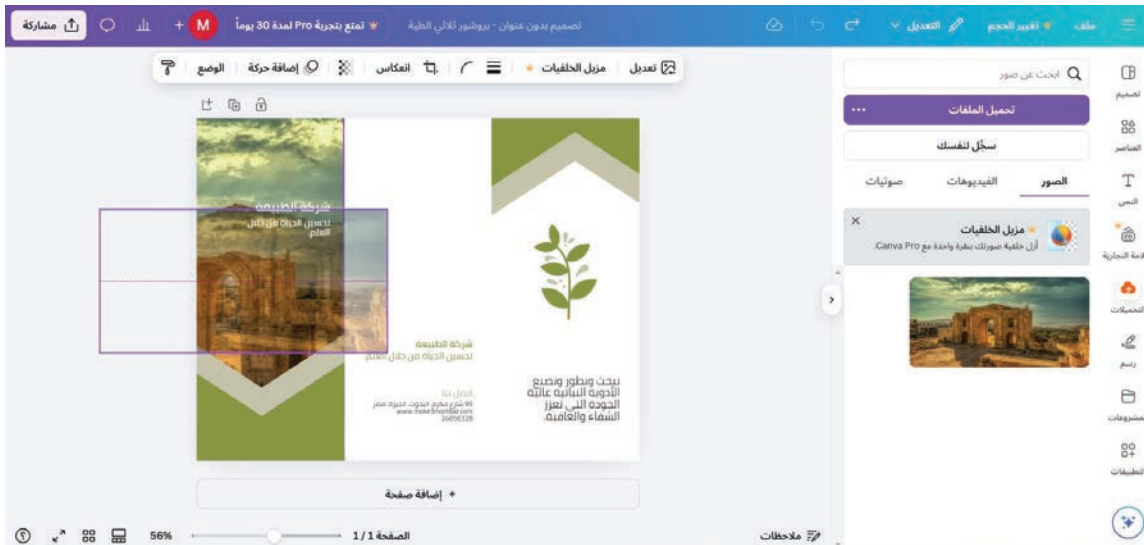 ملف
تغيير الحجم
التعديل
تصميم بدون عنوان - بروشور ثلاثي الطية
تمتع بتجربة Pro لمدة 30 يوماً
M
+
مشاركة
تصميم
العناصر
النص
لامة التجارية
لتحميلات
رسم
مشروعات
لتطبيقات
ابحث عن صور
تحميل الملفات
سجِّل لنفسك
الصور
الفيديوهات
صوتيات
مزيل الخلفيات
أزل خلفية صورتك بنقرة واحدة مع Canva Pro.
تعديل
مزيل الخلفيات
انعكاس
إضافة حركة
الوضع
نبحث ونطور ونصنع
الأدوية النباتية عالية
الجودة التي تعزز
الشفاء والعافية.
شركة الطبيعة
تحسين الحياة من خلال العلم.
اتصل بنا
26856328
شركة الطبيعة
تحسين الحياة من خلال
العلم.
+ إضافة صفحة
ملاحظات
الصفحة 1 / 1
56%